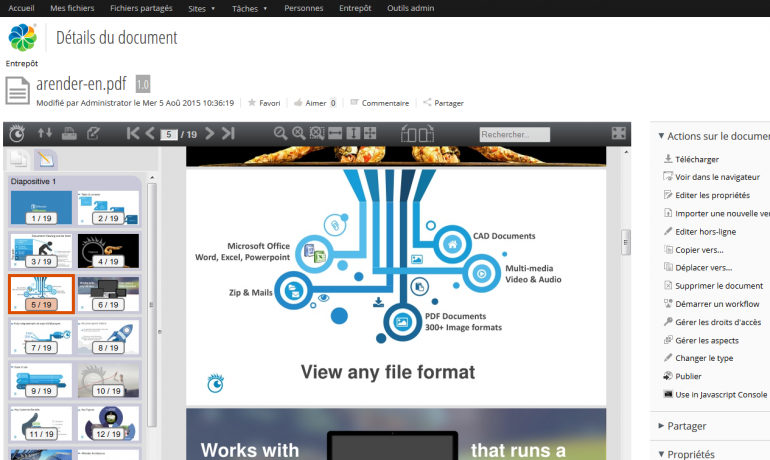 Accueil Mes fichiers Fichiers partagés Sites Tâches Personnes Entrepôt Outils admin
Détails du document
Entrepôt
arender-en.pdf 1.0
Modifié par Administrator le Mer 5 Aoû 2015 10:36:19 Favori Aimer 0 Commentaire Partager
5 / 19 Rechercher...
Diapositive 1
1 / 19 2 / 19
3 / 19 4 / 19
5 / 19 6 / 19
7 / 19 8 / 19
9 / 19 10 / 19
11 / 19 12 / 19
Microsoft Office
Word, Excel, Powerpoint
Zip & Mails
CAD Documents
Multi-media
Video & Audio
PDF Documents
300+ Image formats
View any file format
Works with that runs a
Actions sur le documen
Télécharger
Voir dans le navigateur
Editer les propriétés
Importer une nouvelle ver
Editer hors-ligne
Copier vers...
Déplacer vers...
Supprimer le document
Démarrer un workflow
Gérer les droits d'accès
Gérer les aspects
Changer le type
Publier
Use in Javascript Console
Partager
Propriétés